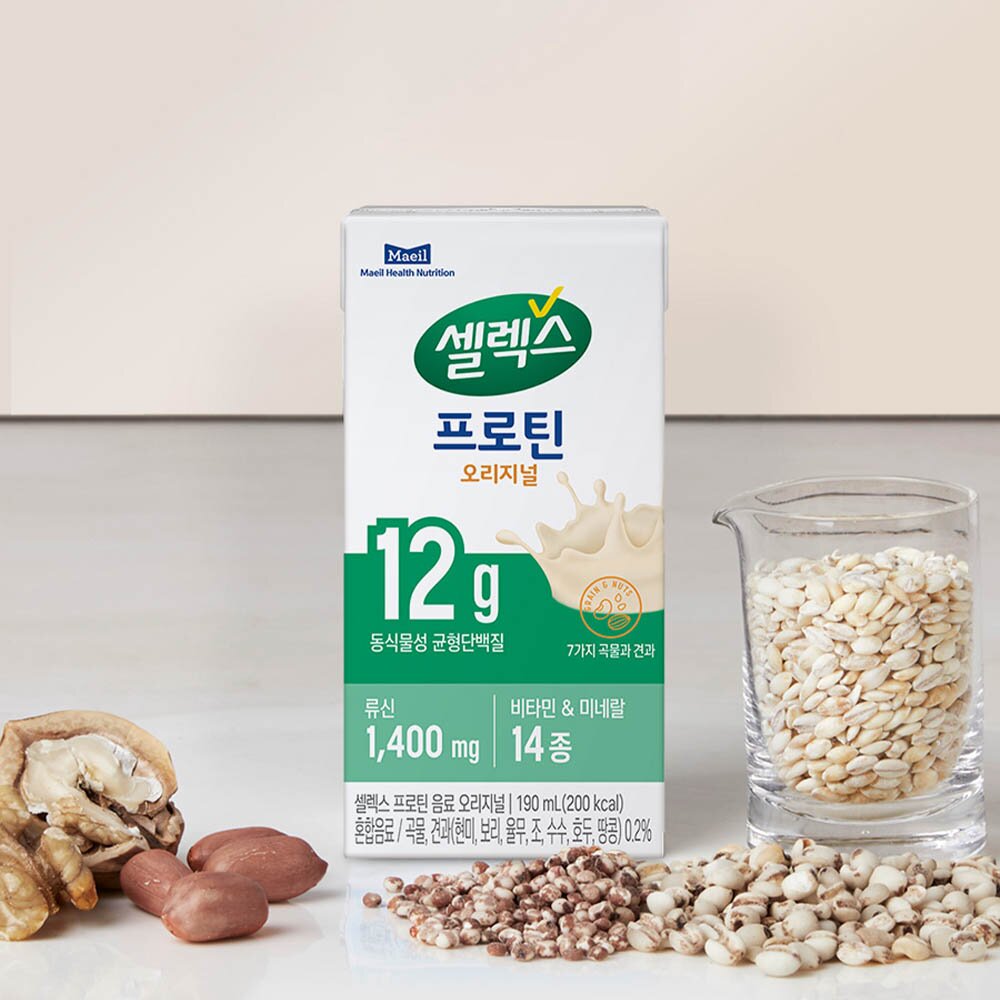 Maeil
Maeil Health Nutrition
셀렉스
프로틴
오리지널
12g
동식물성 균형단백질
GRAIN & NUTS
7가지 곡물과 견과
류신
1,400 mg
비타민 & 미네랄
14종
셀렉스 프로틴 음료 오리지널 | 190 mL(200 kcal)
혼합음료 / 곡물, 견과(현미, 보리, 율무, 조, 수수, 호두, 땅콩) 0.2%